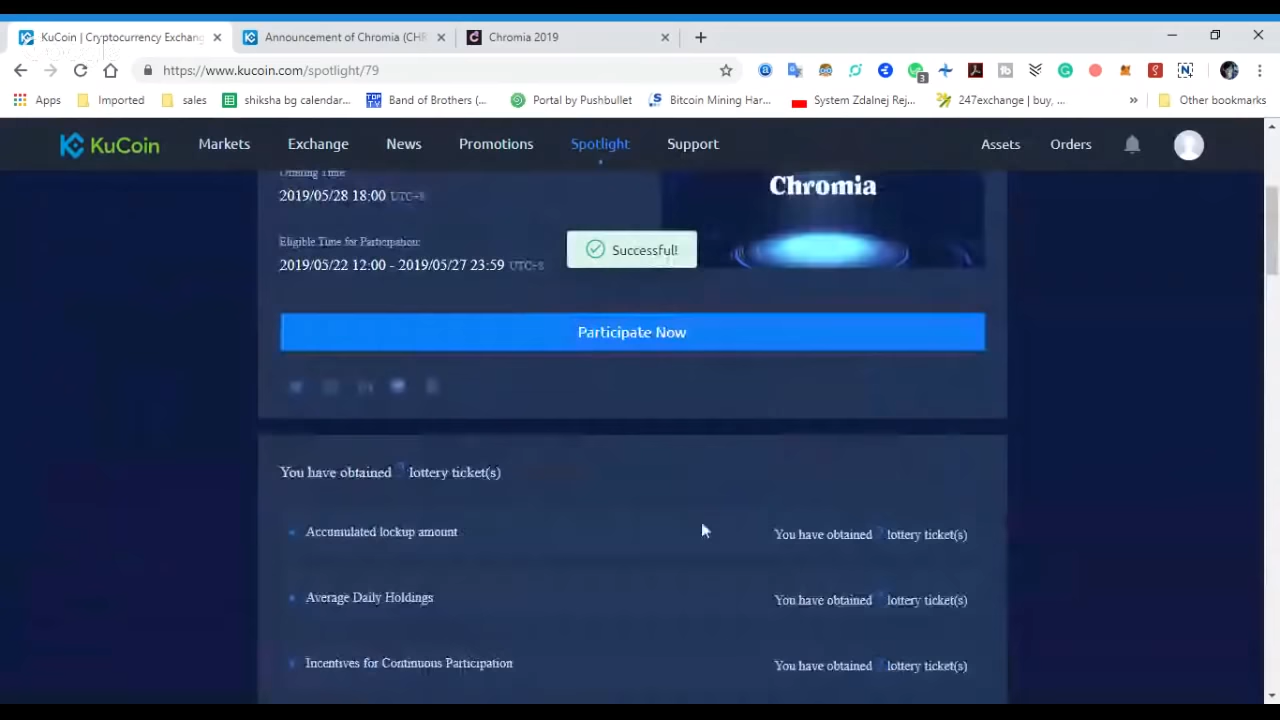 KuCoin | Cryptocurrency Exchang
Announcement of Chromia (CHR
Chromia 2019
https://www.kucoin.com/spotlight/79
3
Apps
Imported
sales
shiksha bg calendar...
Band of Brothers (...
Portal by Pushbullet
Bitcoin Mining Har...
System Zdalnej Rej...
247exchange | buy, ...
Other bookmarks
KuCoin
Markets
Exchange
News
Promotions
Spotlight
Support
Assets
Orders
Chromia
2019/05/28 18:00 UTC-8
Eligible Time for Participation:
2019/05/22 12:00 - 2019/05/27 23:59 UTC-8
Successful!
Participate Now
You have obtained lottery ticket(s)
Accumulated lockup amount
You have obtained lottery ticket(s)
Average Daily Holdings
You have obtained lottery ticket(s)
Incentives for Continuous Participation
You have obtained lottery ticket(s)